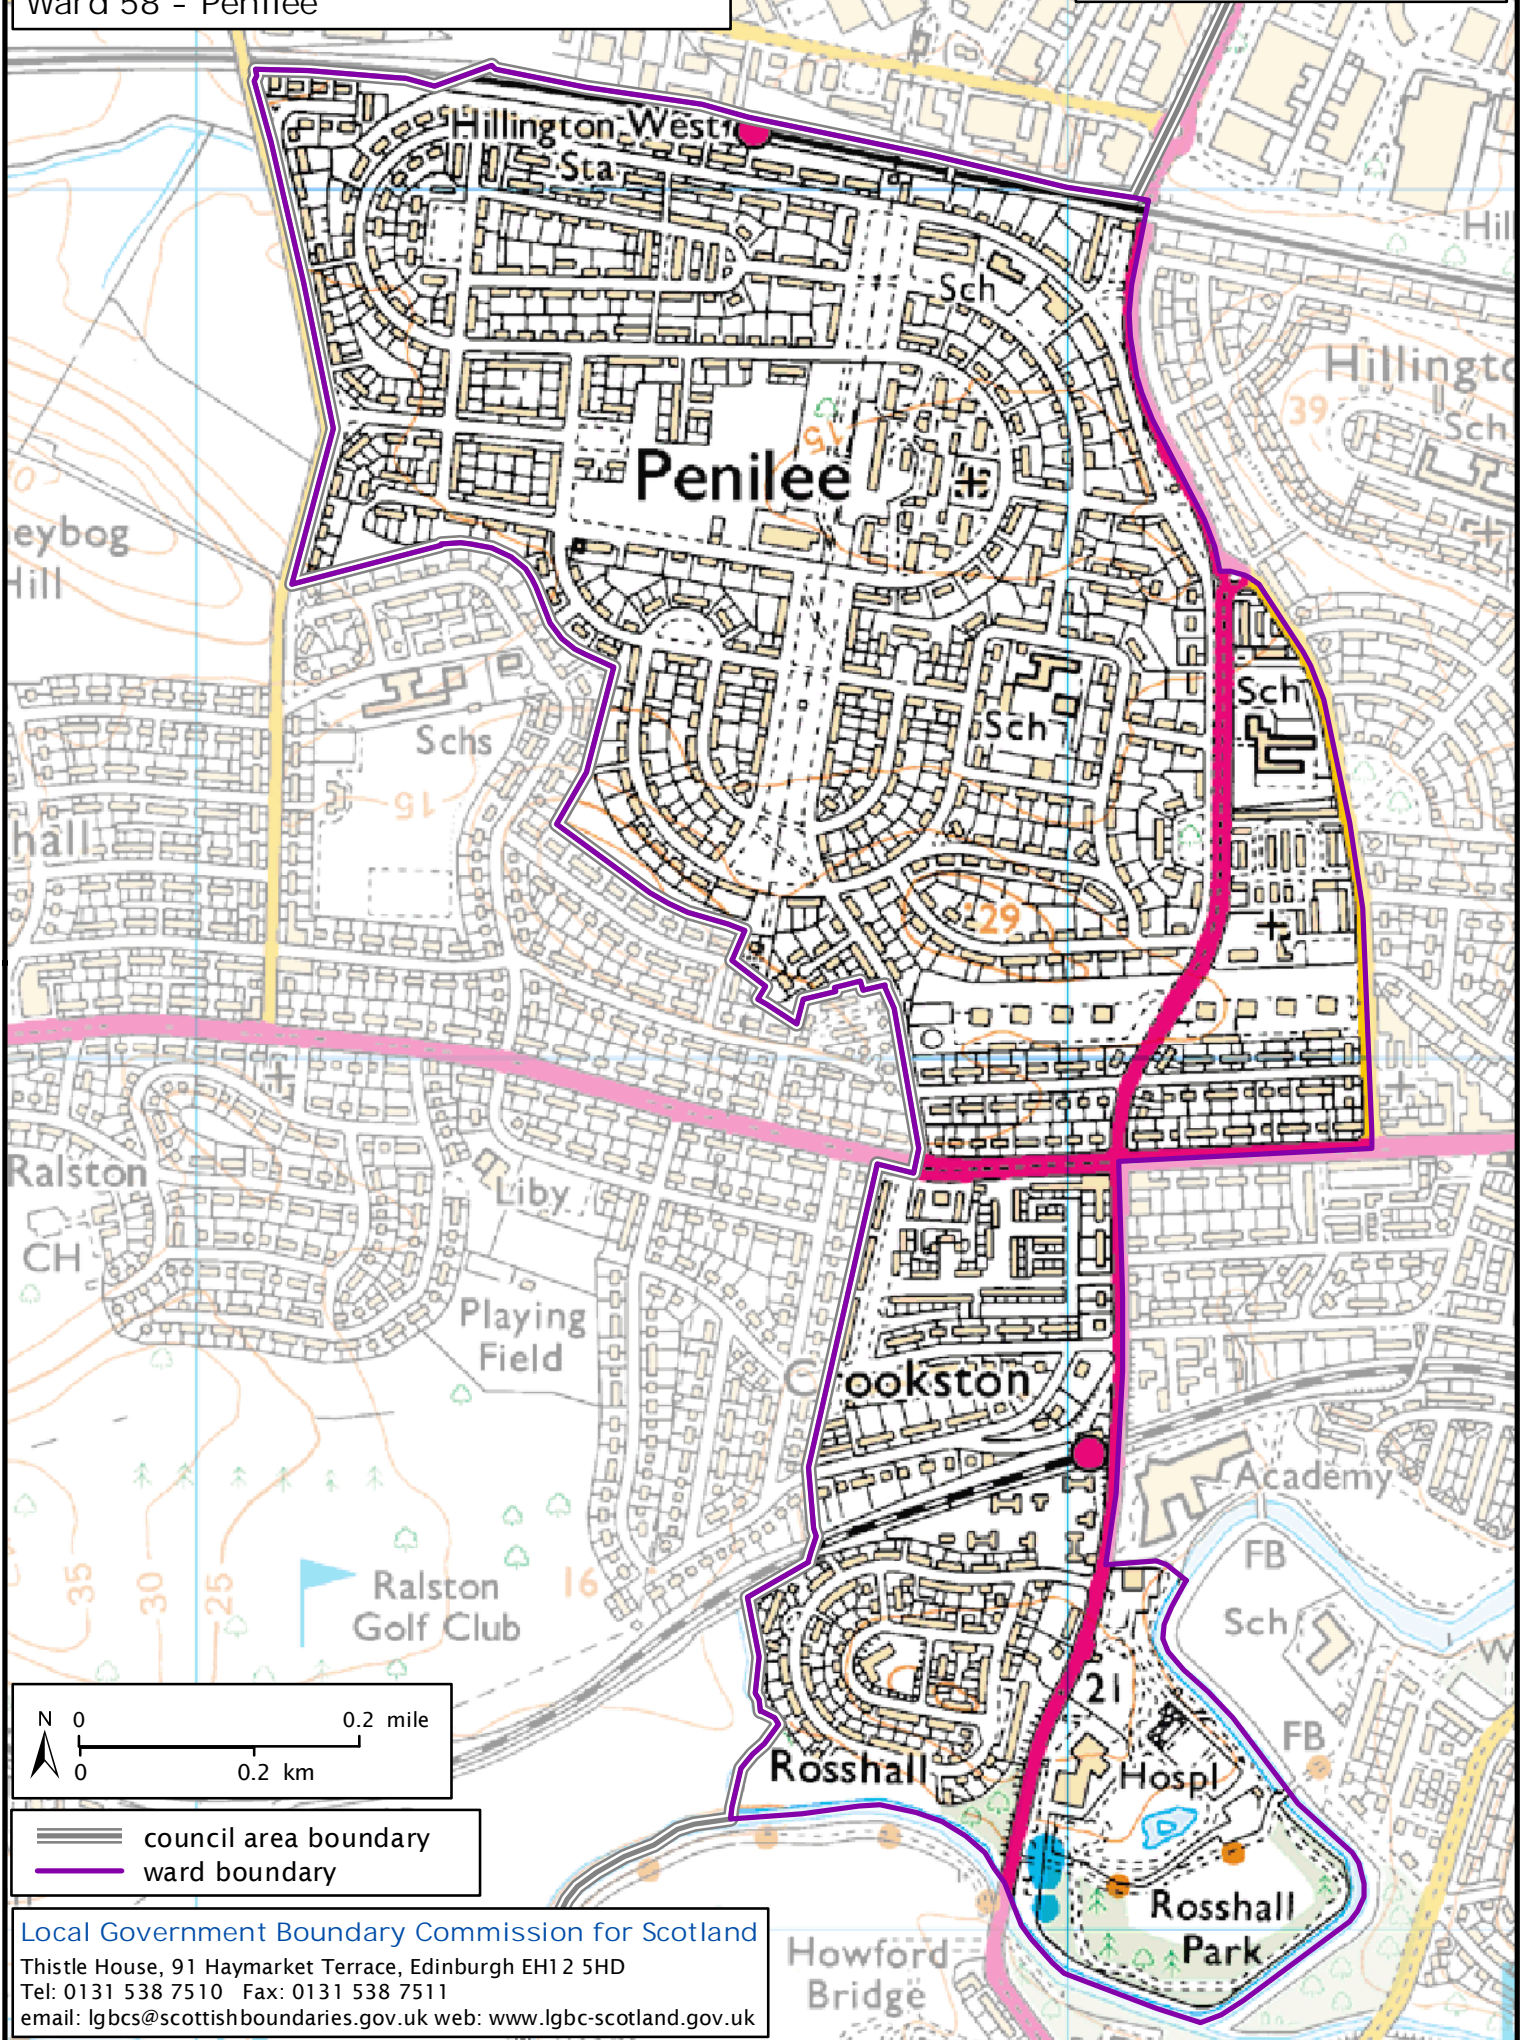 Ward 58 – Penilee
Hillington West
Sta
Hil
Sch
Hillingto
39
Sch
15
Penilee
10
eybog
Hill
Sch
Schs
Sch
15
hall
29
Ralston
Liby
CH
Playing
Field
Crookston
Academy
35
30
25
Ralston
Golf Club
16
FB
Sch
W
21
FB
Rosshall
Hospl
Rosshall
Park
Howford
Bridge
N 0 0.2 mile
0 0.2 km
council area boundary
ward boundary
Local Government Boundary Commission for Scotland
Thistle House, 91 Haymarket Terrace, Edinburgh EH12 5HD
Tel: 0131 538 7510 Fax: 0131 538 7511
email: lgbcs@scottishboundaries.gov.uk web: www.lgbc-scotland.gov.uk